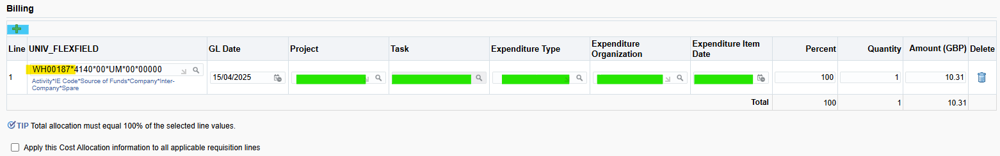 Billing
Line UNIV_FLEXFIELD GL Date Project Task Expenditure Type Expenditure Organization Expenditure Item Date Percent Quantity Amount (GBP) Delete
1 WH00187*4140*00*UM*00*00000 15/04/2025 100 1 10.31
Activity*IE Code*Source of Funds*Company*Inter-
Company*Spare
Total 100 1 10.31
TIP Total allocation must equal 100% of the selected line values.
Apply this Cost Allocation information to all applicable requisition lines